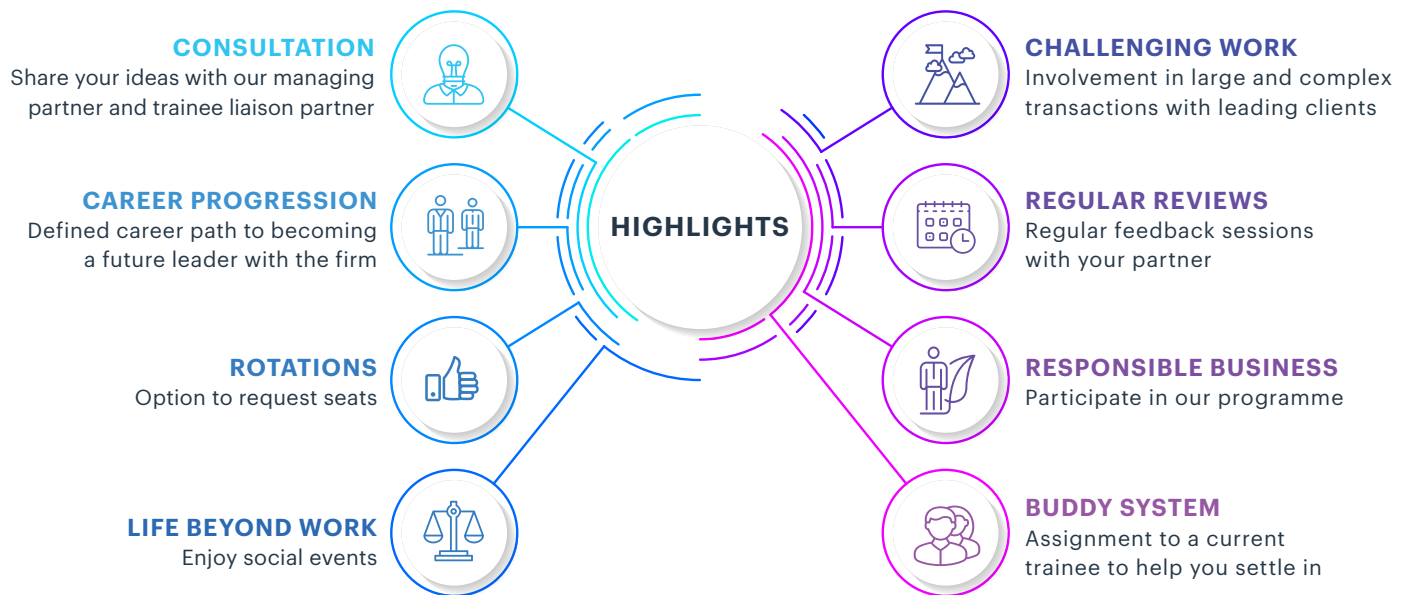 CONSULTATION
Share your ideas with our managing
partner and trainee liaison partner
CAREER PROGRESSION
Defined career path to becoming
a future leader with the firm
ROTATIONS
Option to request seats
LIFE BEYOND WORK
Enjoy social events
HIGHLIGHTS
CHALLENGING WORK
Involvement in large and complex
transactions with leading clients
REGULAR REVIEWS
Regular feedback sessions
with your partner
RESPONSIBLE BUSINESS
Participate in our programme
BUDDY SYSTEM
Assignment to a current
trainee to help you settle in